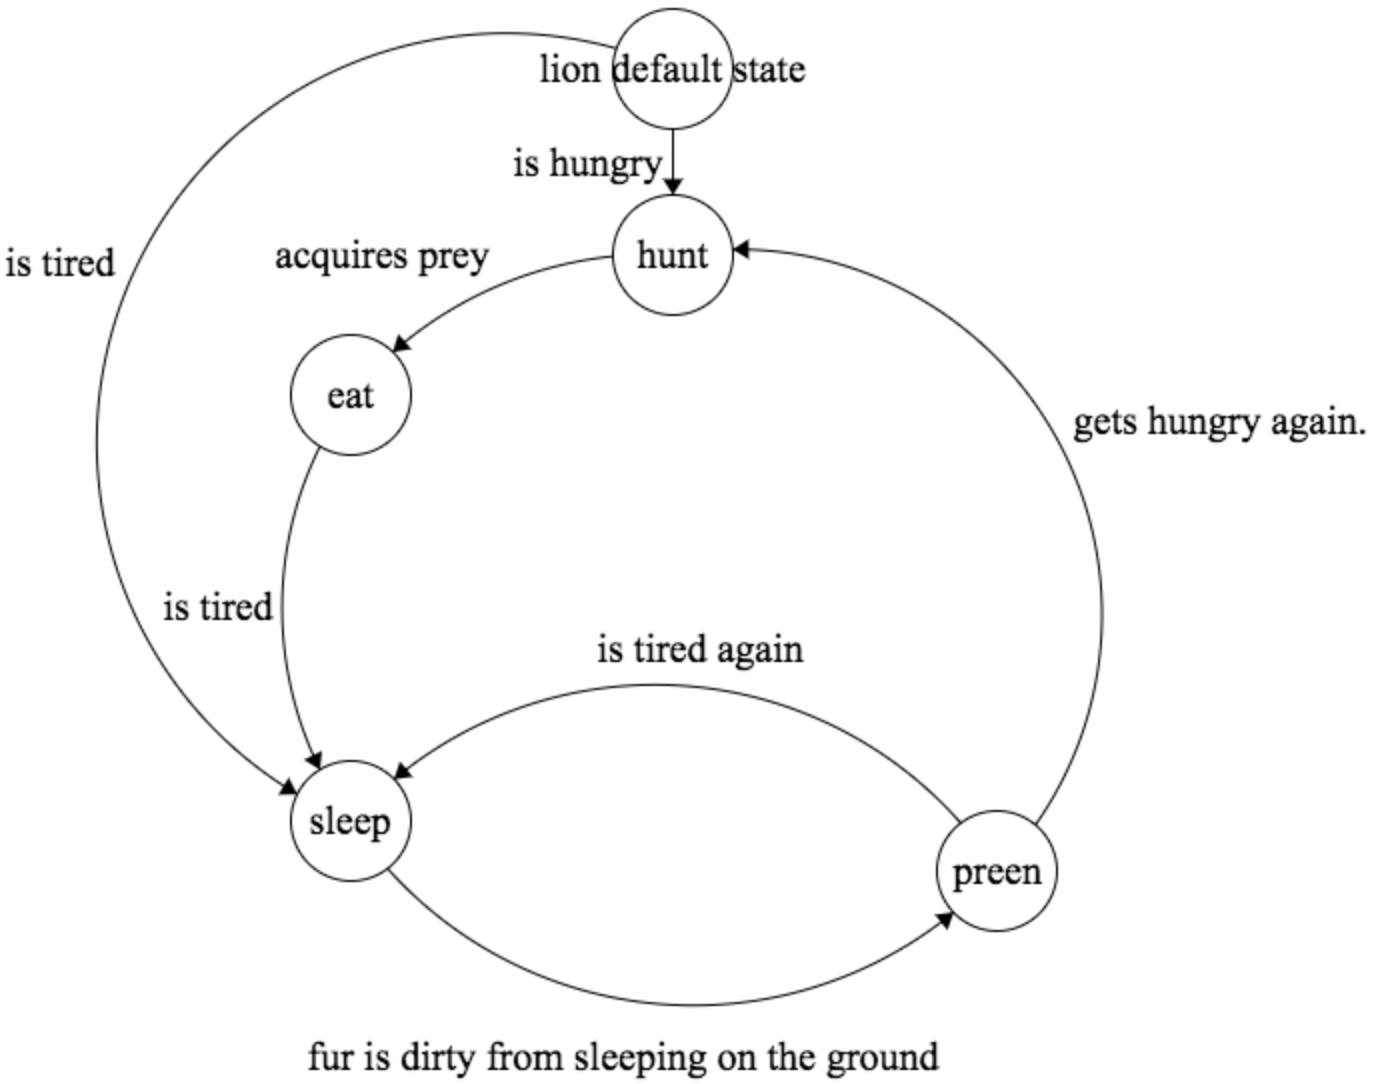 lion default state
is hungry
is tired
acquires prey
hunt
eat
gets hungry again.
is tired
is tired again
sleep
preen
fur is dirty from sleeping on the ground